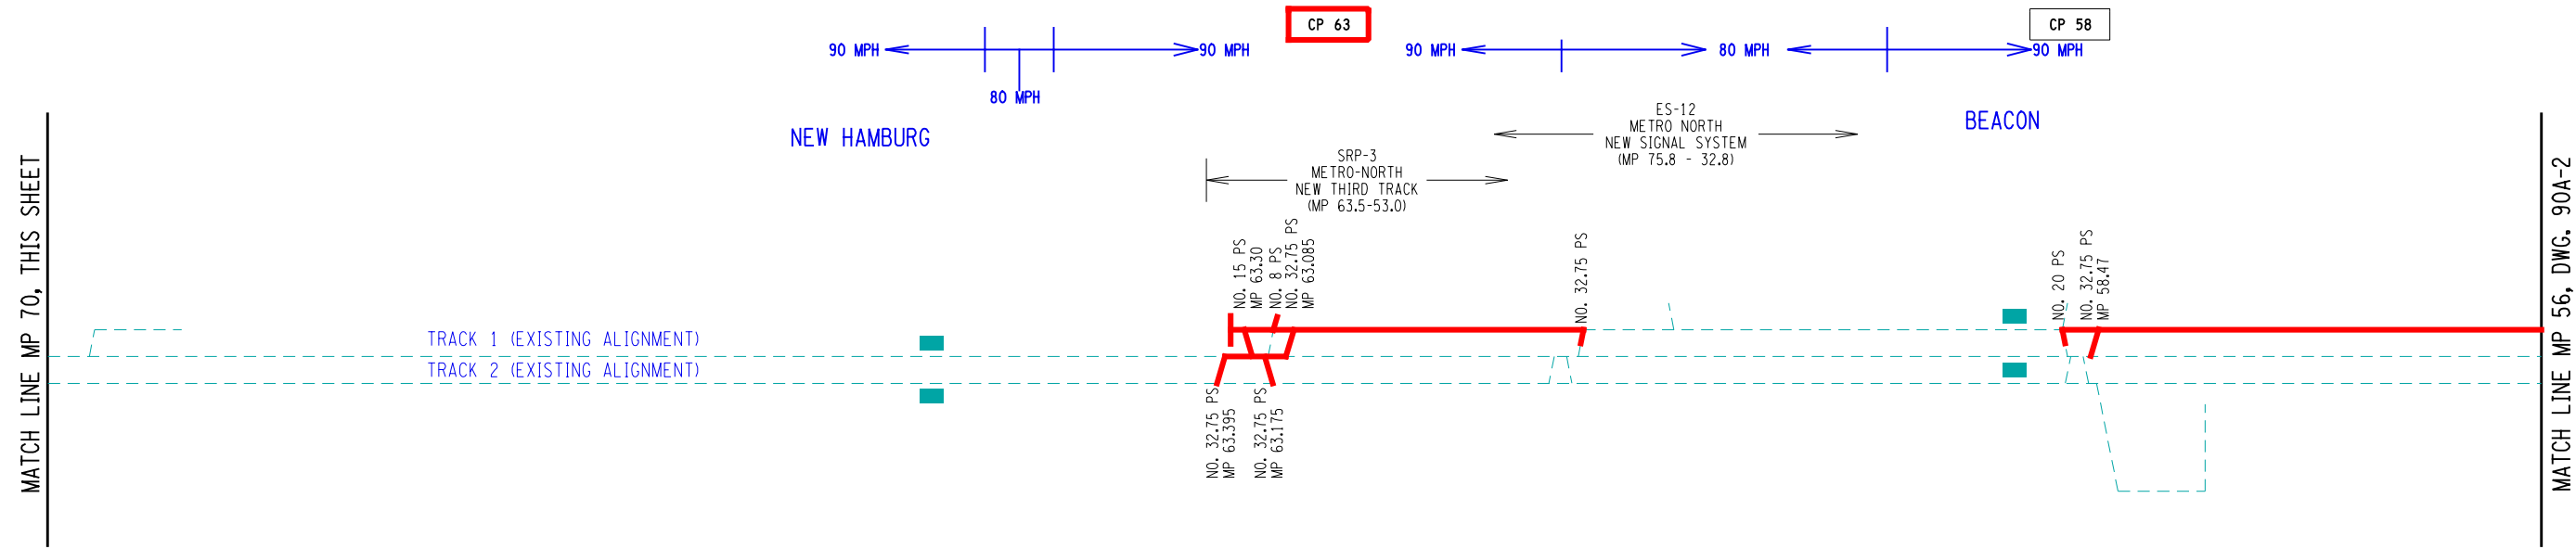 CP 63
CP 58
90 MPH
90 MPH
90 MPH
80 MPH
90 MPH
80 MPH
NEW HAMBURG
BEACON
ES-12
METRO NORTH
NEW SIGNAL SYSTEM
(MP 75.8 - 32.8)
SRP-3
METRO-NORTH
NEW THIRD TRACK
(MP 63.5-53.0)
MATCH LINE MP 70, THIS SHEET
NO. 15 PS
MP 63.30
NO. 8 PS
NO. 32.75 PS
MP 63.085
NO. 32.75 PS
NO. 20 PS
NO. 32.75 PS
MP 58.47
TRACK 1 (EXISTING ALIGNMENT)
TRACK 2 (EXISTING ALIGNMENT)
NO. 32.75 PS
MP 63.395
NO. 32.75 PS
MP 63.175
MATCH LINE MP 56, DWG. 90A-2